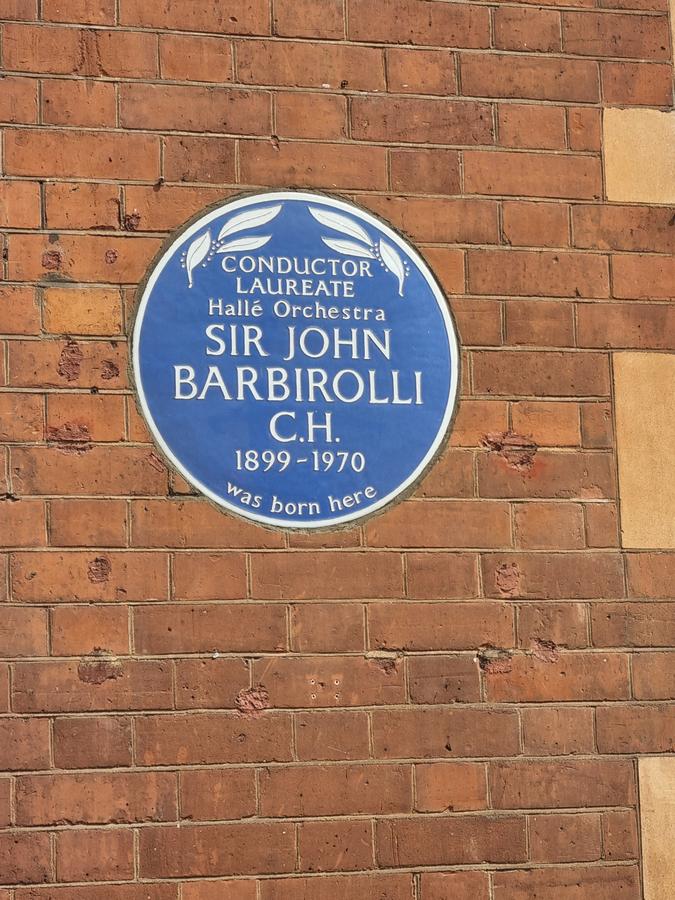 CONDUCTOR
LAUREATE
Hallé Orchestra
SIR JOHN
BARBIROLLI
C.H.
1899-1970
was born here